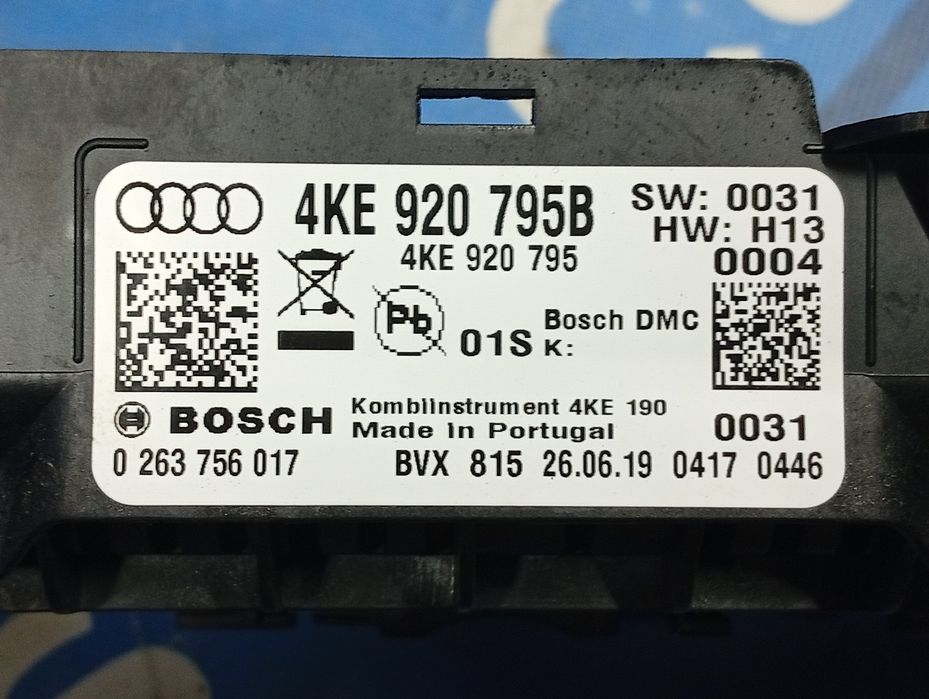 4KE 920 795B
SW: 0031
HW: H13
4KE 920 795
0004
Pb
01S
Bosch DMC
K:
BOSCH
Kombiinstrument 4KE 190
Made In Portugal
0031
0 263 756 017
BVX 815 26.06.19 0417 0446